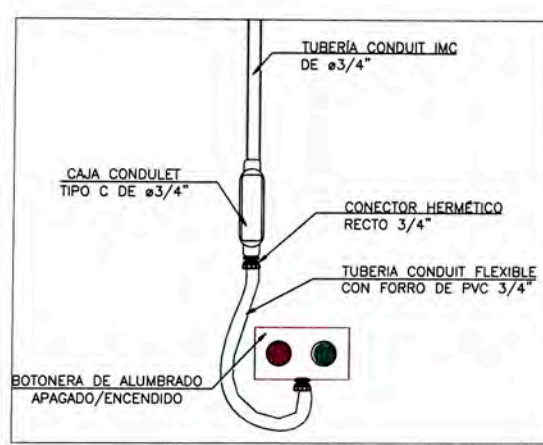 TUBERÍA CONDUIT IMC
DE ø3/4"
CAJA CONDULET
TIPO C DE ø3/4"
CONECTOR HERMÉTICO
RECTO 3/4"
TUBERIA CONDUIT FLEXIBLE
CON FORRO DE PVC 3/4"
BOTONERA DE ALUMBRADO
APAGADO/ENCENDIDO